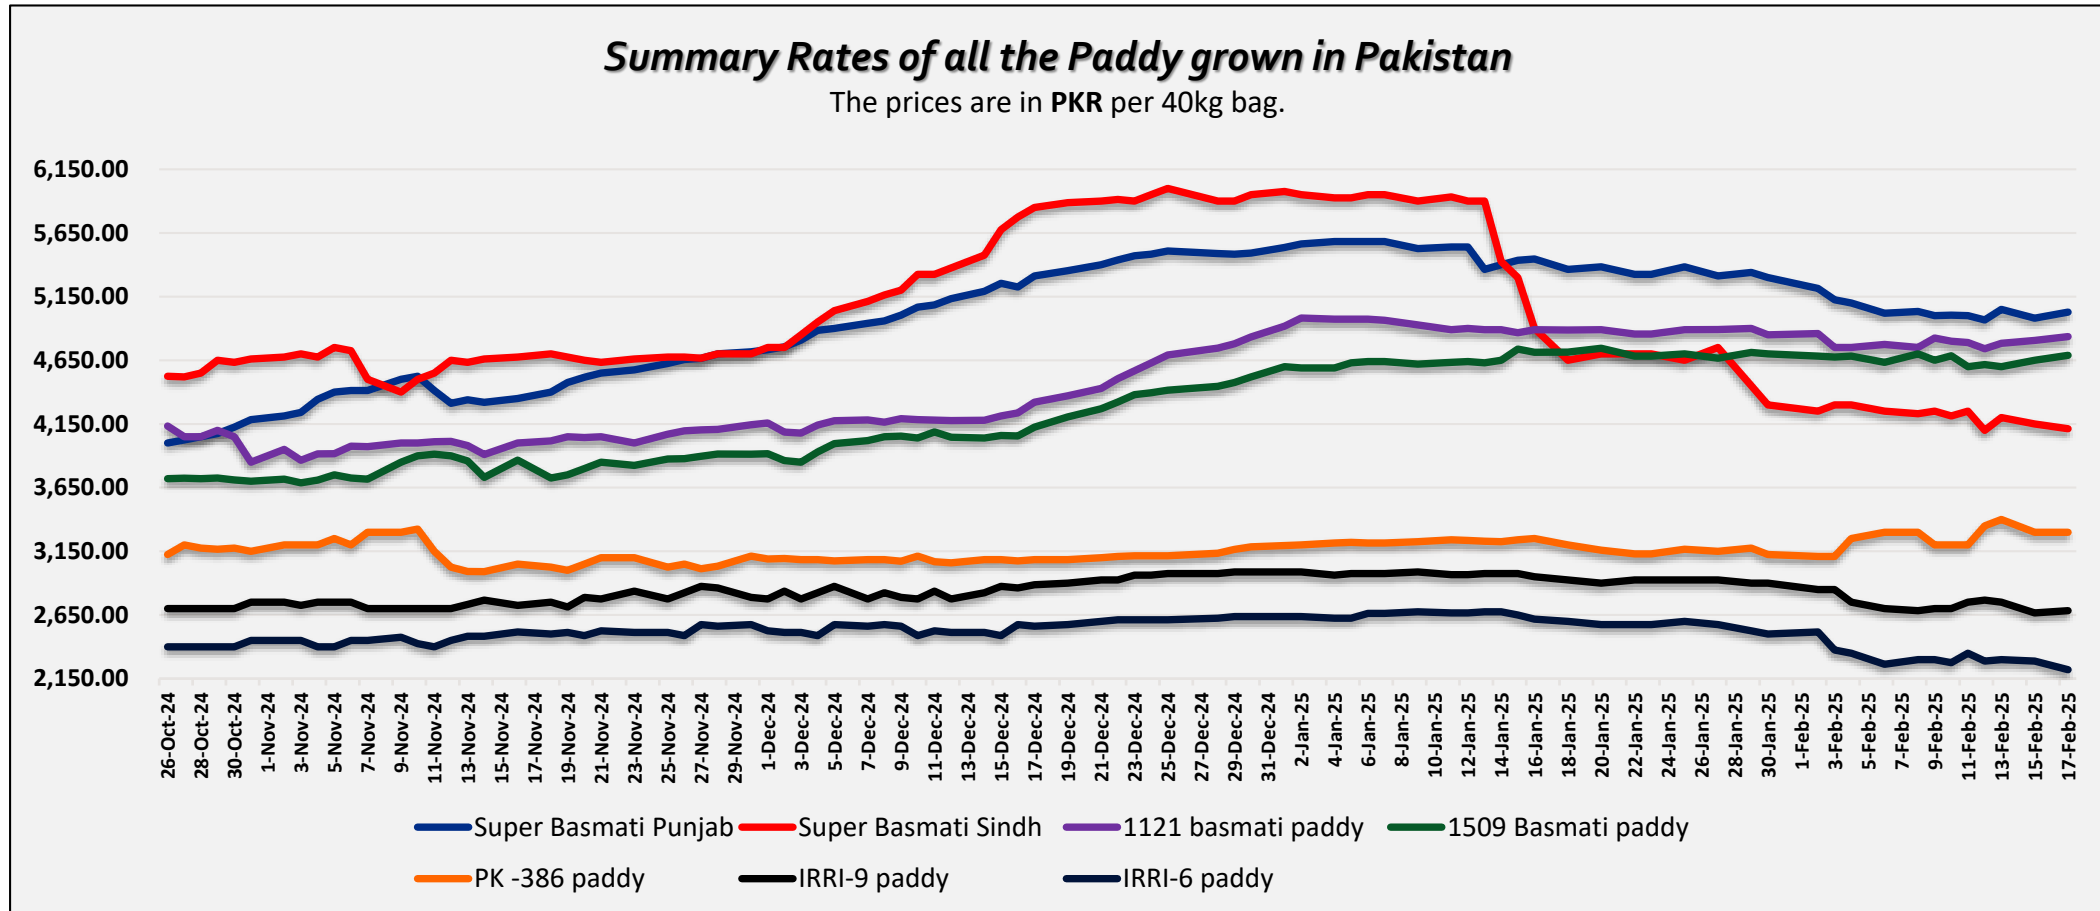 Summary Rates of all the Paddy grown in Pakistan
The prices are in PKR per 40kg bag.
6,150.00
5,650.00
5,150.00
4,650.00
4,150.00
3,650.00
3,150.00
2,650.00
2,150.00
26-Oct-24
28-Oct-24
30-Oct-24
1-Nov-24
3-Nov-24
5-Nov-24
7-Nov-24
9-Nov-24
11-Nov-24
13-Nov-24
15-Nov-24
17-Nov-24
19-Nov-24
21-Nov-24
23-Nov-24
25-Nov-24
27-Nov-24
29-Nov-24
1-Dec-24
3-Dec-24
5-Dec-24
7-Dec-24
9-Dec-24
11-Dec-24
13-Dec-24
15-Dec-24
17-Dec-24
19-Dec-24
21-Dec-24
23-Dec-24
25-Dec-24
27-Dec-24
29-Dec-24
31-Dec-24
2-Jan-25
4-Jan-25
6-Jan-25
8-Jan-25
10-Jan-25
12-Jan-25
14-Jan-25
16-Jan-25
18-Jan-25
20-Jan-25
22-Jan-25
24-Jan-25
26-Jan-25
28-Jan-25
30-Jan-25
1-Feb-25
3-Feb-25
5-Feb-25
7-Feb-25
9-Feb-25
11-Feb-25
13-Feb-25
15-Feb-25
17-Feb-25
Super Basmati Punjab Super Basmati Sindh 1121 basmati paddy 1509 Basmati paddy
PK -386 paddy IRRI-9 paddy IRRI-6 paddy